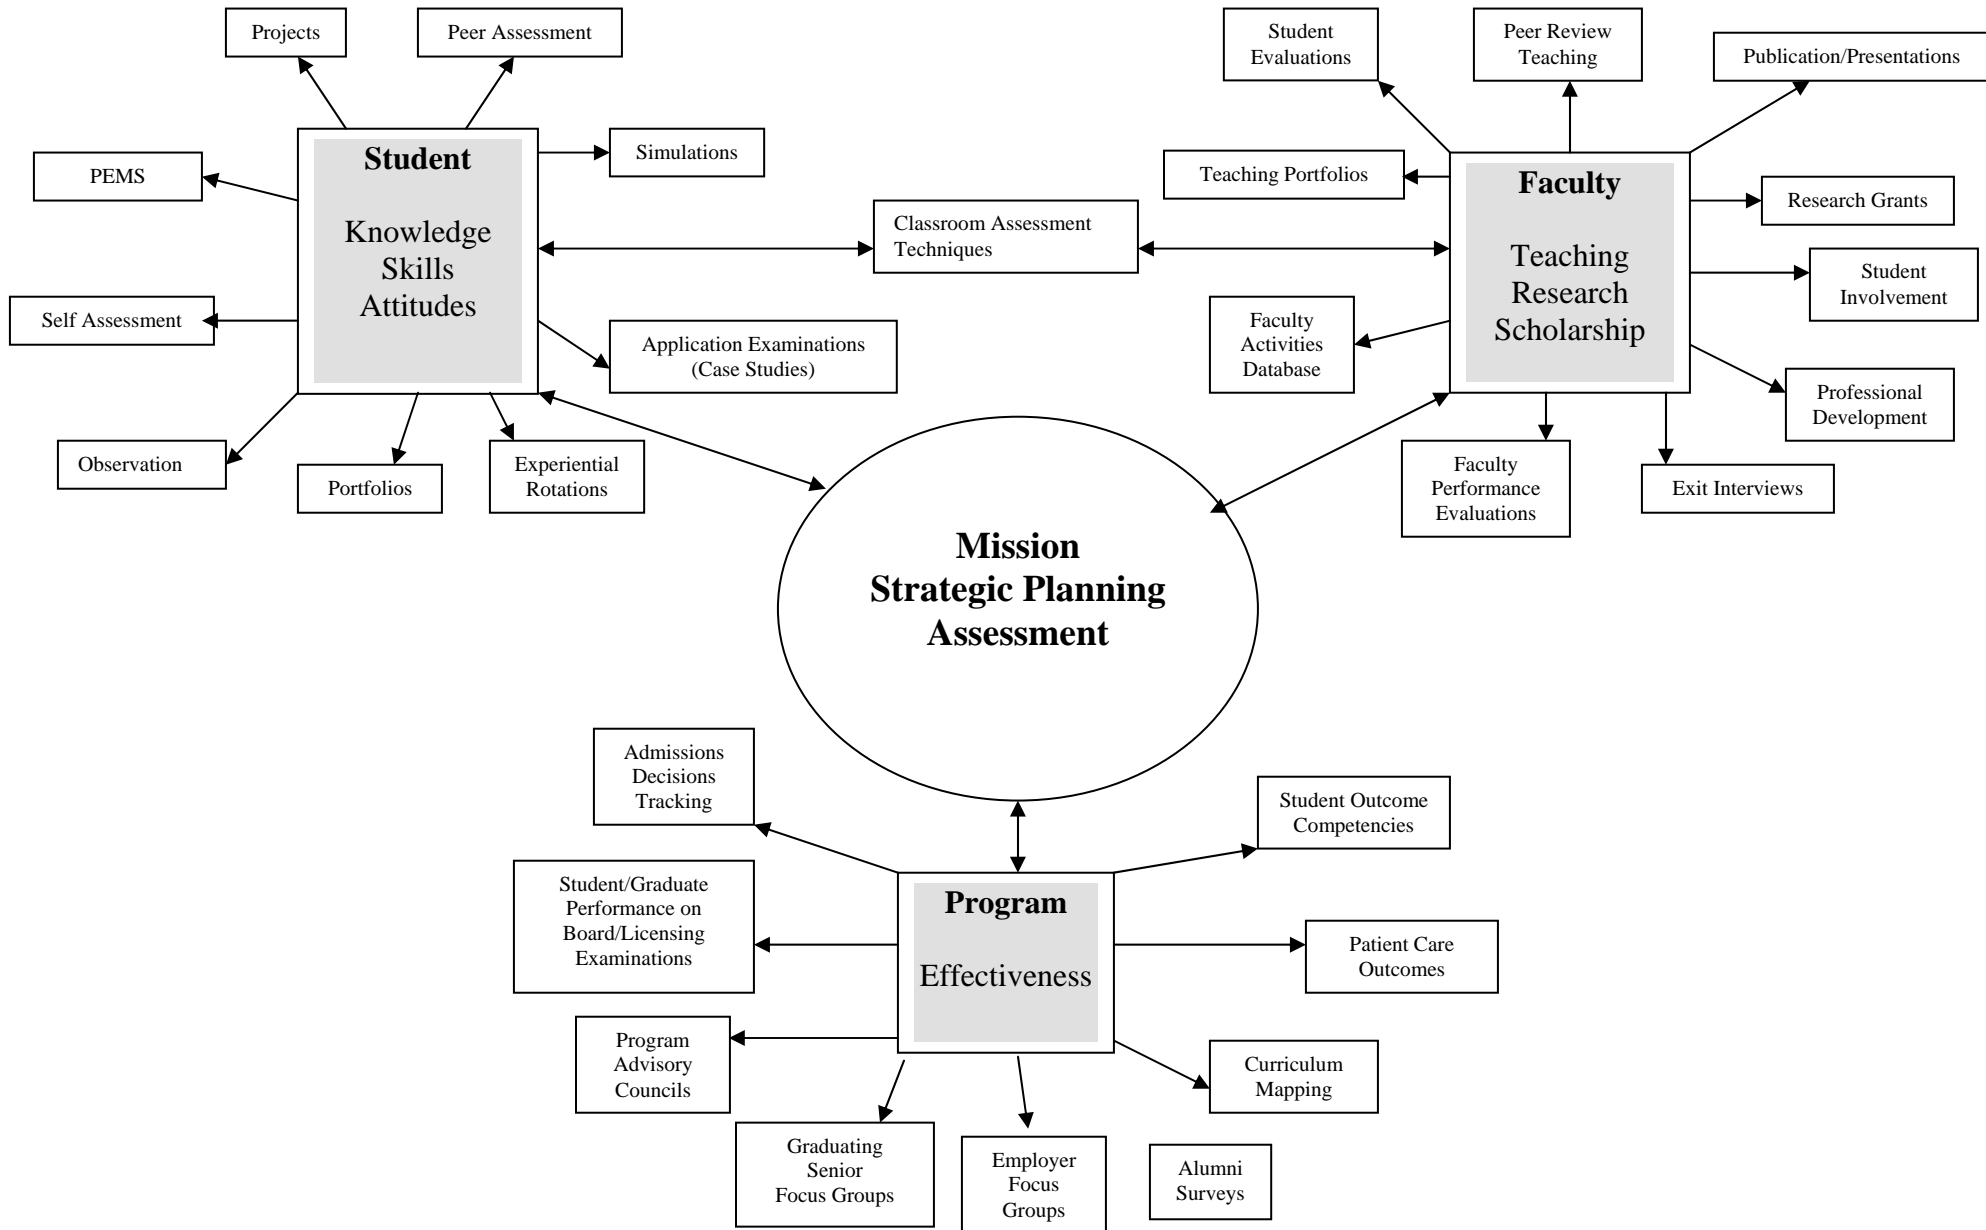 Projects
Peer Assessment
Student
Evaluations
Peer Review
Teaching
Publication/Presentations
PEMS
Student
Knowledge
Skills
Attitudes
Simulations
Self Assessment
Application Examinations
(Case Studies)
Observation
Portfolios
Experiential
Rotations
Classroom Assessment
Techniques
Teaching Portfolios
Faculty
Teaching
Research
Scholarship
Research Grants
Student
Involvement
Faculty
Activities
Database
Professional
Development
Faculty
Performance
Evaluations
Exit Interviews
Mission
Strategic Planning
Assessment
Admissions
Decisions
Tracking
Student Outcome
Competencies
Student/Graduate
Performance on
Board/Licensing
Examinations
Program
Effectiveness
Patient Care
Outcomes
Program
Advisory
Councils
Curriculum
Mapping
Graduating
Senior
Focus Groups
Employer
Focus
Groups
Alumni
Surveys